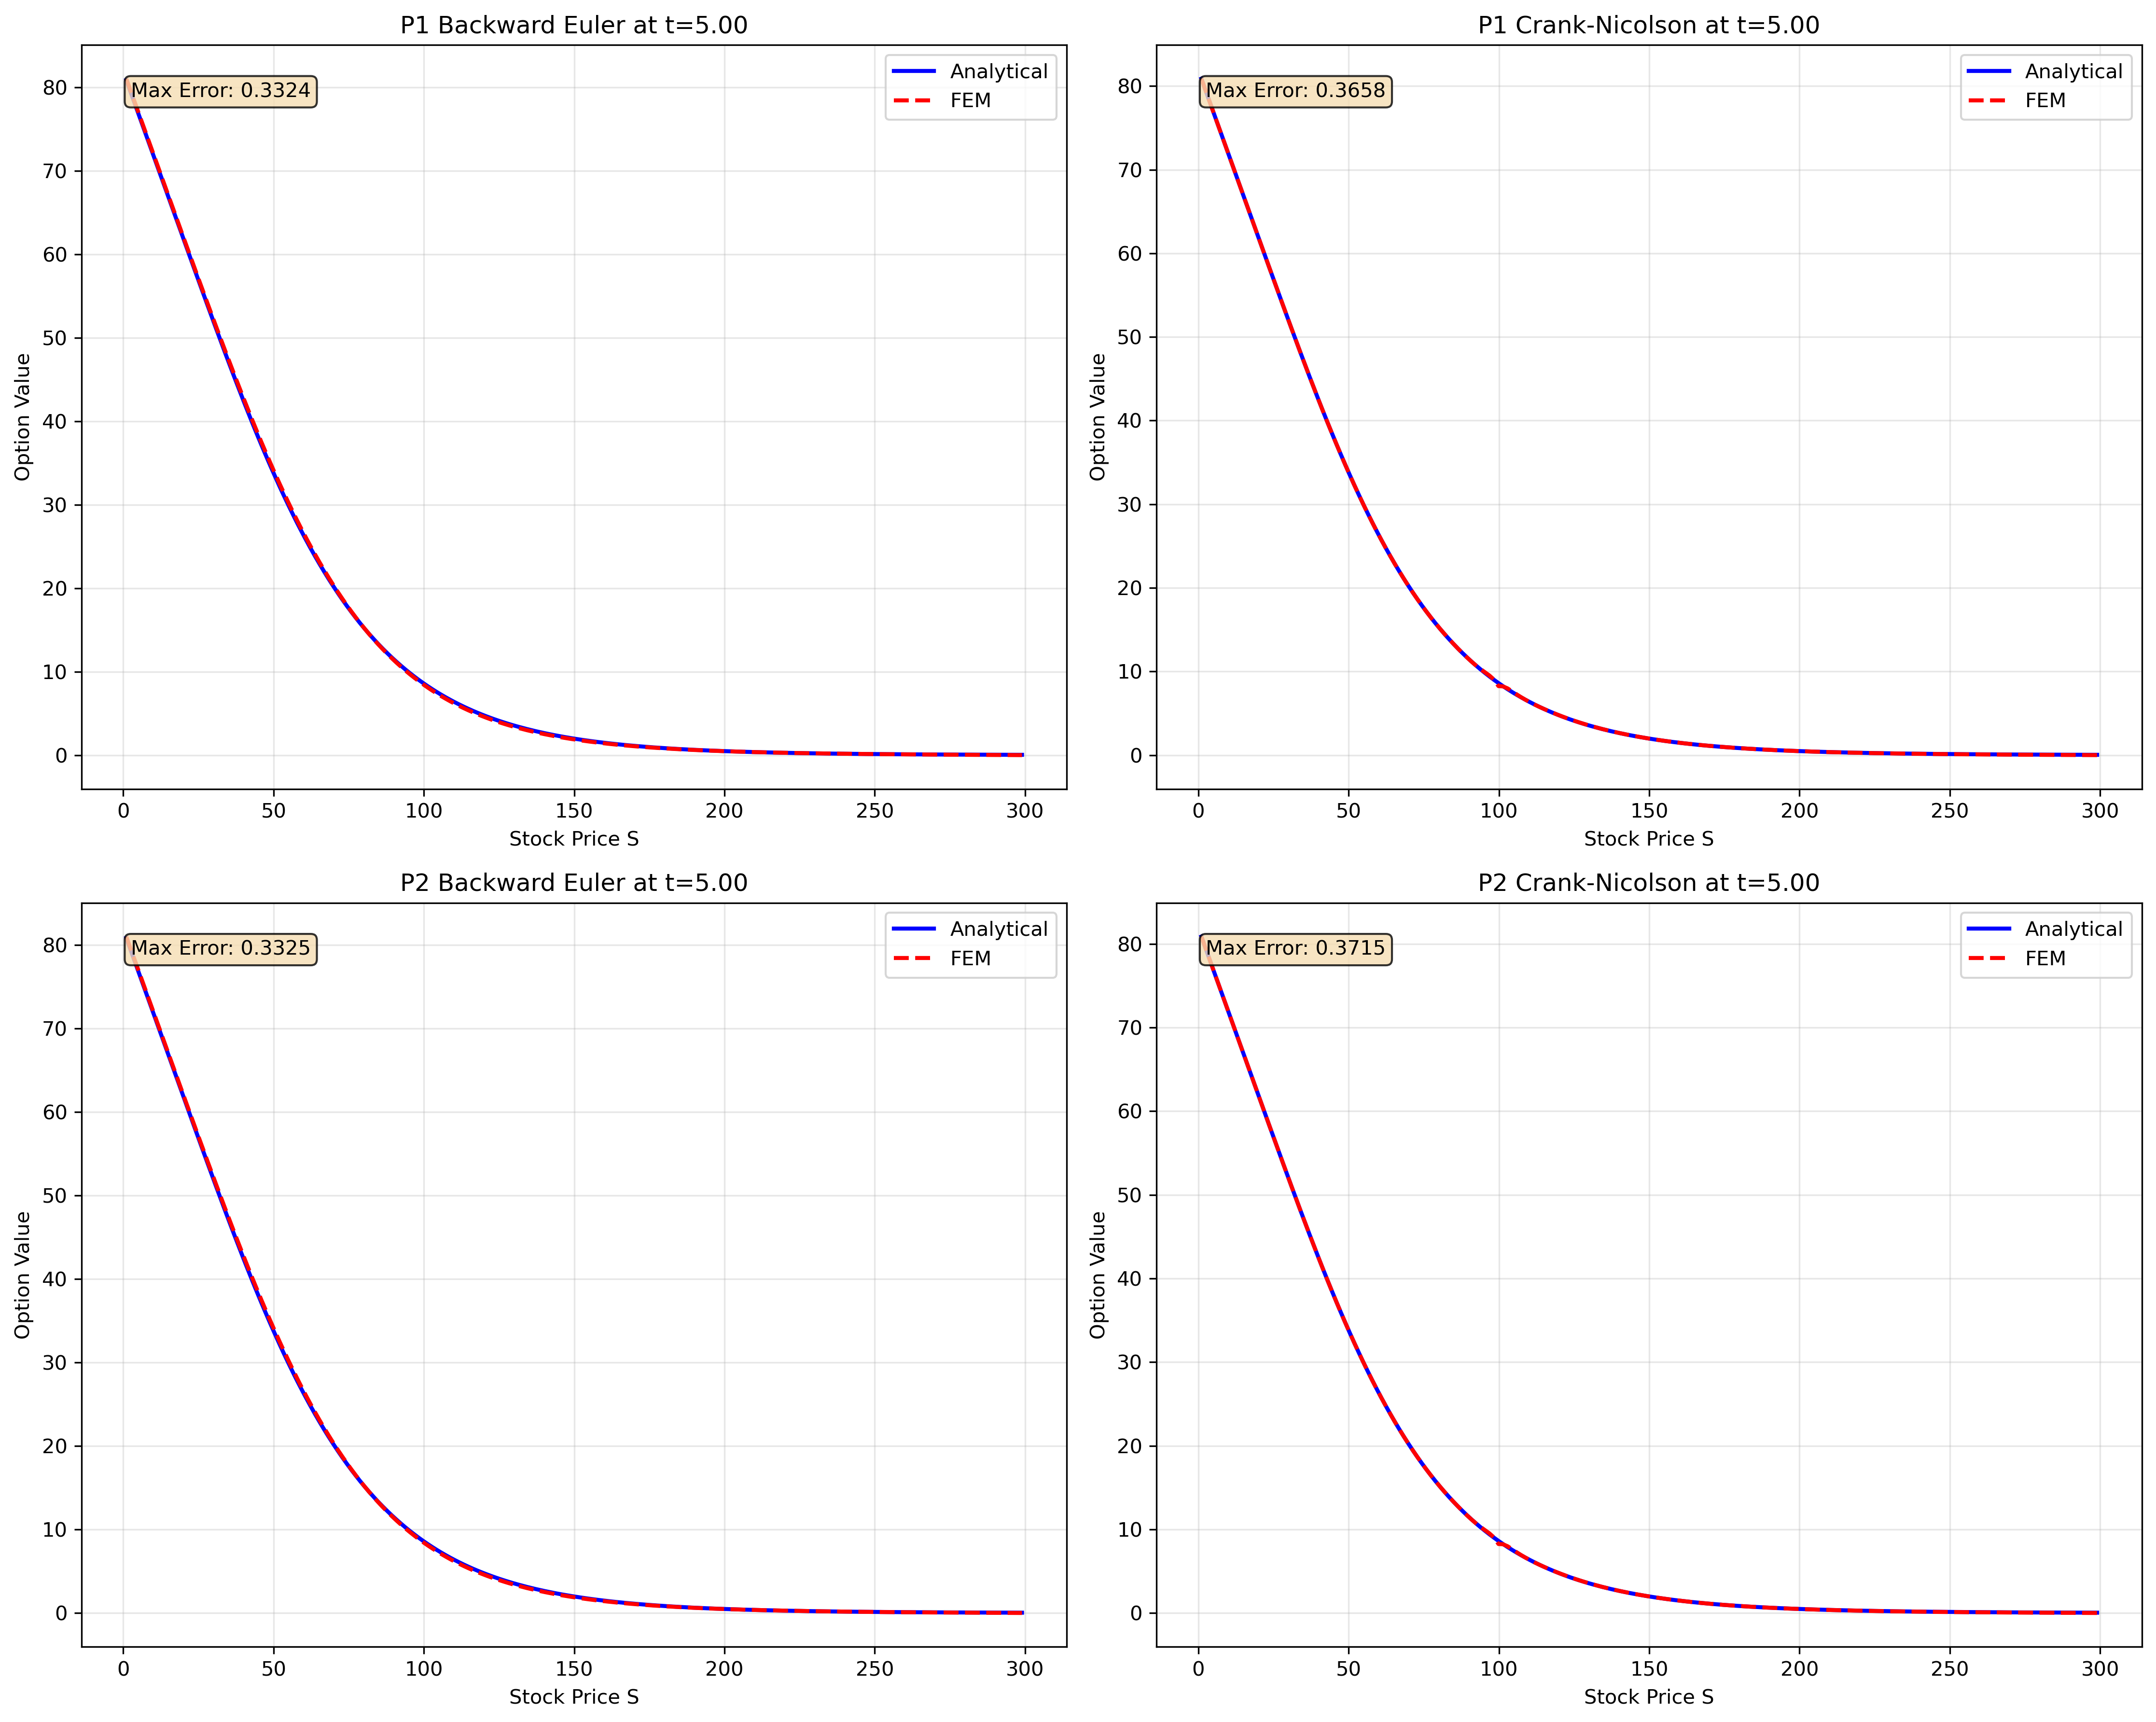 P1 Backward Euler at t=5.00
Max Error: 0.3324
Analytical
FEM
Option Value
80
70
60
50
40
30
20
10
0
0 50 100 150 200 250 300
Stock Price S
P1 Crank-Nicolson at t=5.00
Max Error: 0.3658
Analytical
FEM
Option Value
80
70
60
50
40
30
20
10
0
0 50 100 150 200 250 300
Stock Price S
P2 Backward Euler at t=5.00
Max Error: 0.3325
Analytical
FEM
Option Value
80
70
60
50
40
30
20
10
0
0 50 100 150 200 250 300
Stock Price S
P2 Crank-Nicolson at t=5.00
Max Error: 0.3715
Analytical
FEM
Option Value
80
70
60
50
40
30
20
10
0
0 50 100 150 200 250 300
Stock Price S